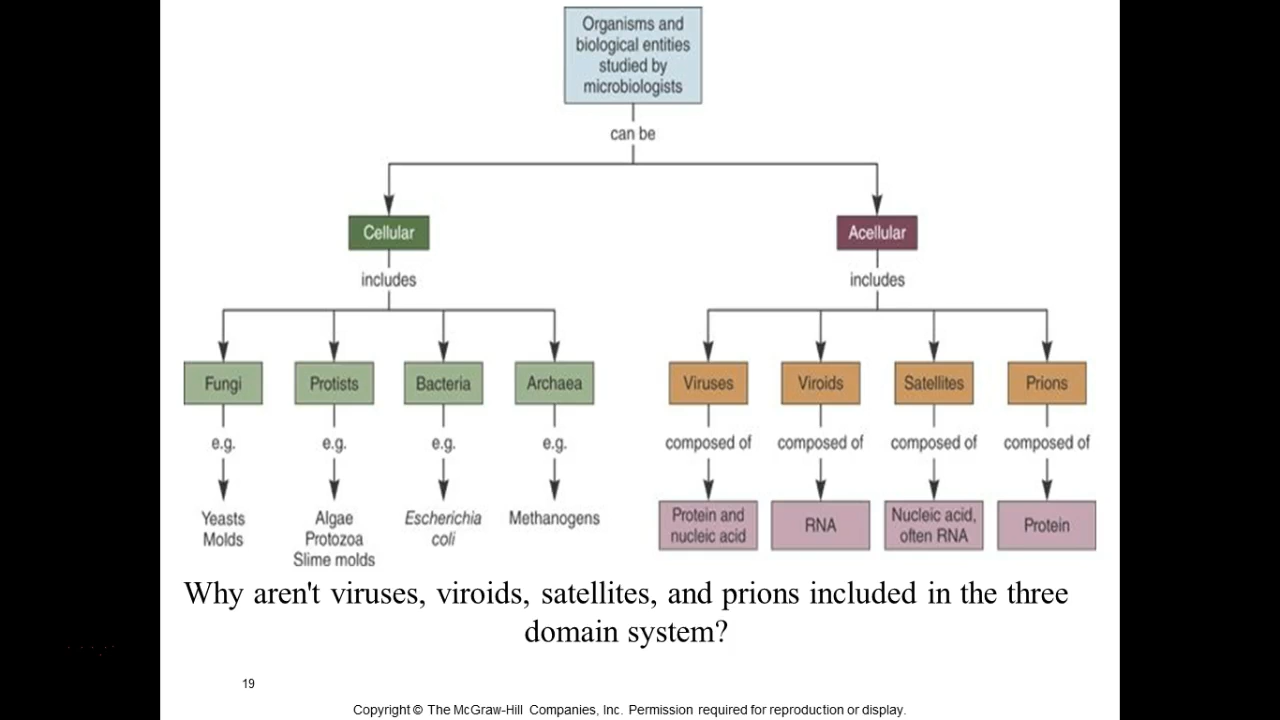 Organisms and
biological entities
studied by
microbiologists
can be
Cellular
Acellular
includes
includes
Fungi
Protists
Bacteria
Archaea
Viruses
Viroids
Satellites
Prions
e.g.
e.g.
e.g.
e.g.
composed of
composed of
composed of
composed of
Yeasts
Molds
Algae
Protozoa
Slime molds
Escherichia
coli
Methanogens
Protein and
nucleic acid
RNA
Nucleic acid,
often RNA
Protein
Why aren't viruses, viroids, satellites, and prions included in the three
domain system?
19
Copyright © The McGraw-Hill Companies, Inc. Permission required for reproduction or display.